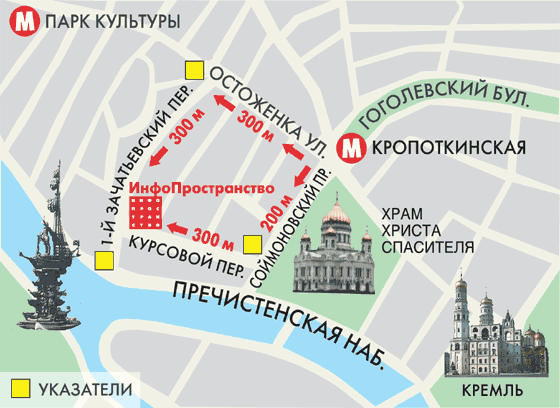 М ПАРК КУЛЬТУРЫ
ОСТОЖЕНКА УЛ.
300 м
300 м
1-Й ЗАЧАТЬЕВСКИЙ ПЕР.
ГОГОЛЕВСКИЙ БУЛ.
М КРОПОТКИНСКАЯ
ИнфоПространство
200 м
СОЙМОНОВСКИЙ ПР.
300 м
КУРСОВОЙ ПЕР.
ХРАМ
ХРИСТА
СПАСИТЕЛЯ
ПРЕЧИСТЕНСКАЯ НАБ.
УКАЗАТЕЛИ
КРЕМЛЬ